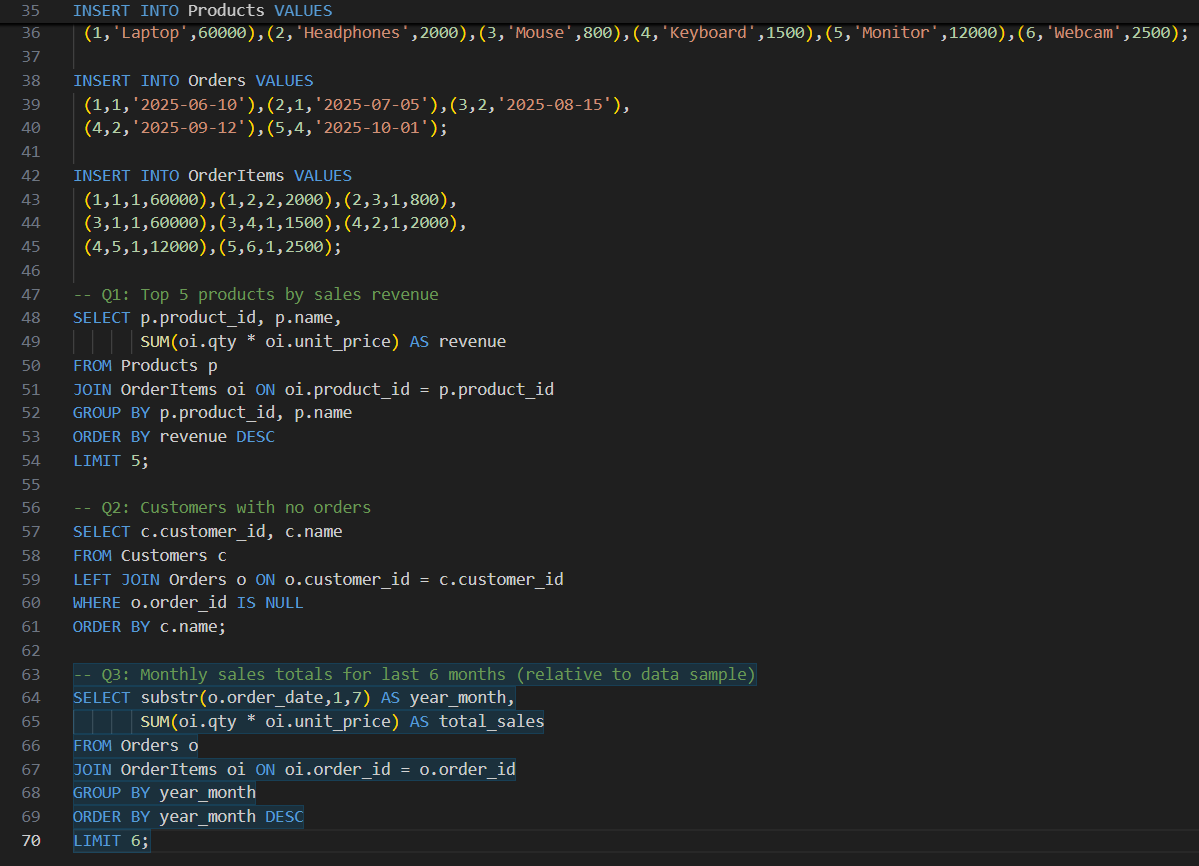 35 INSERT INTO Products VALUES
36 (1,'Laptop',60000),(2,'Headphones',2000),(3,'Mouse',800),(4,'Keyboard',1500),(5,'Monitor',12000),(6,'Webcam',2500);
37
38 INSERT INTO Orders VALUES
39 (1,1,'2025-06-10'),(2,1,'2025-07-05'),(3,2,'2025-08-15'),
40 (4,2,'2025-09-12'),(5,4,'2025-10-01');
41
42 INSERT INTO OrderItems VALUES
43 (1,1,1,60000),(1,2,2,2000),(2,3,1,800),
44 (3,1,1,60000),(3,4,1,1500),(4,2,1,2000),
45 (4,5,1,12000),(5,6,1,2500);
46
47 -- Q1: Top 5 products by sales revenue
48 SELECT p.product_id, p.name,
49 SUM(oi.qty * oi.unit_price) AS revenue
50 FROM Products p
51 JOIN OrderItems oi ON oi.product_id = p.product_id
52 GROUP BY p.product_id, p.name
53 ORDER BY revenue DESC
54 LIMIT 5;
55
56 -- Q2: Customers with no orders
57 SELECT c.customer_id, c.name
58 FROM Customers c
59 LEFT JOIN Orders o ON o.customer_id = c.customer_id
60 WHERE o.order_id IS NULL
61 ORDER BY c.name;
62
63 -- Q3: Monthly sales totals for last 6 months (relative to data sample)
64 SELECT substr(o.order_date,1,7) AS year_month,
65 SUM(oi.qty * oi.unit_price) AS total_sales
66 FROM Orders o
67 JOIN OrderItems oi ON oi.order_id = o.order_id
68 GROUP BY year_month
69 ORDER BY year_month DESC
70 LIMIT 6;